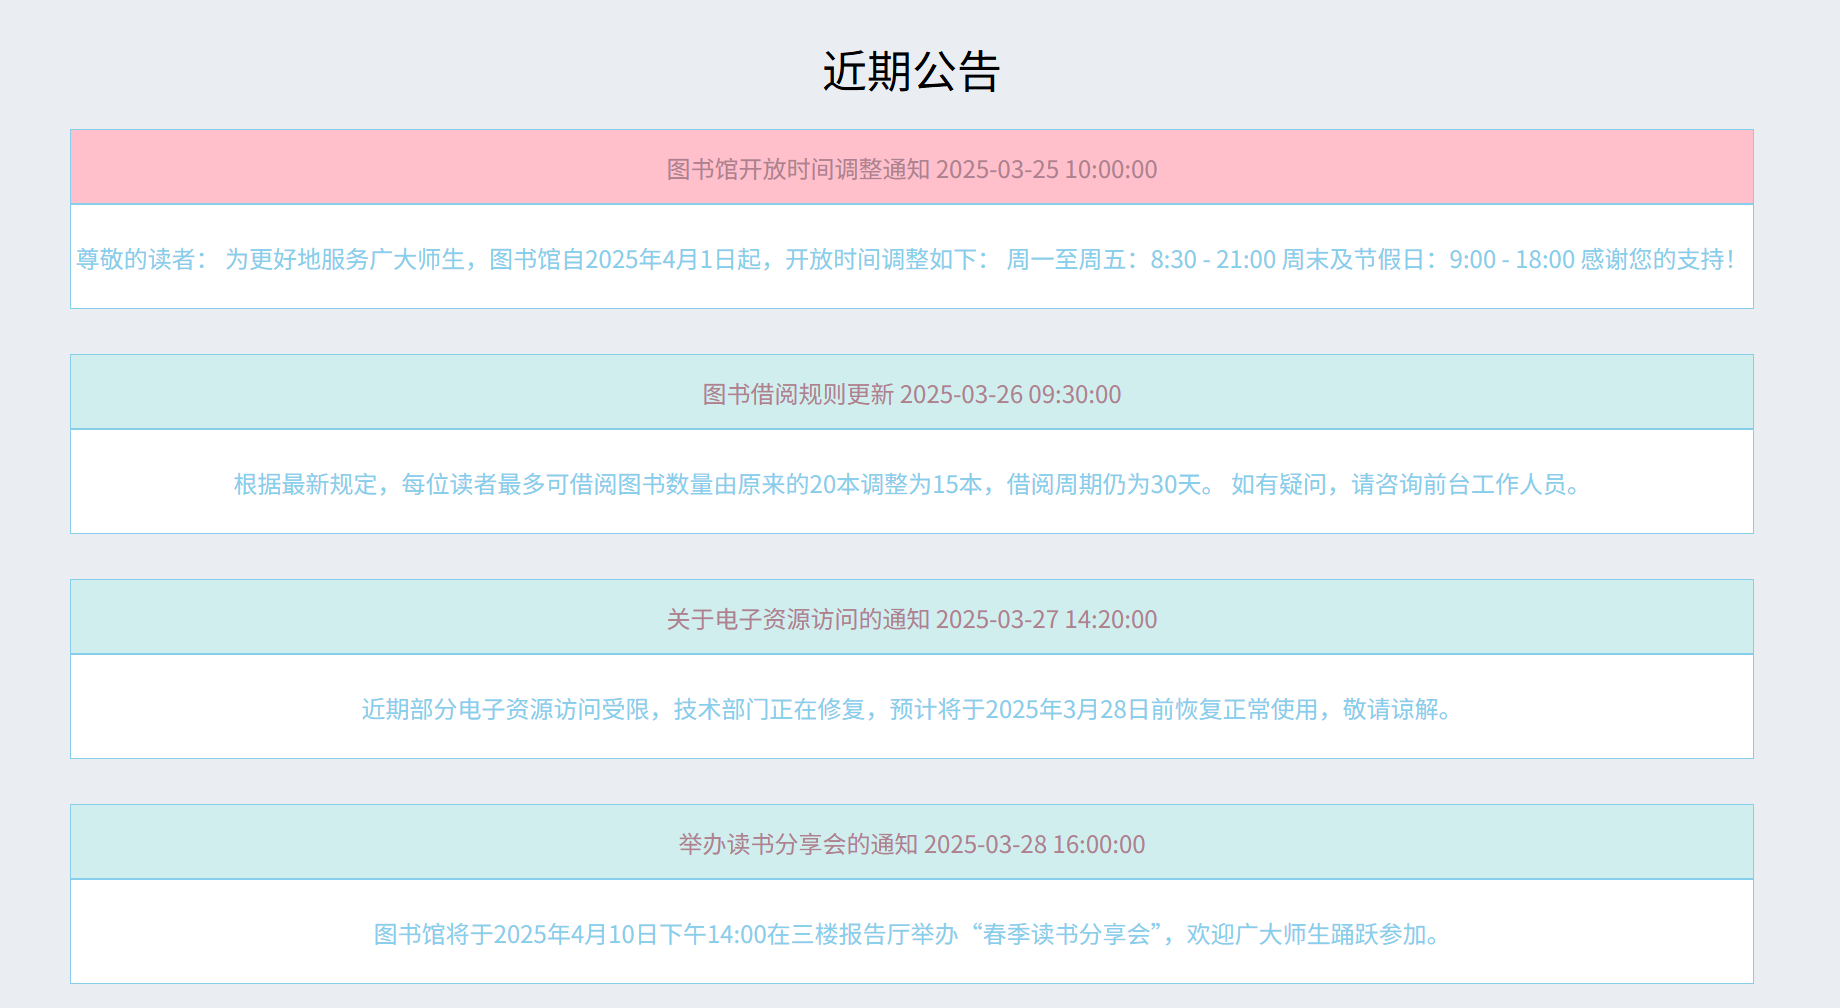 近期公告
图书馆开放时间调整通知 2025-03-25 10:00:00
尊敬的读者： 为更好地服务广大师生，图书馆自2025年4月1日起，开放时间调整如下： 周一至周五：8:30 - 21:00 周末及节假日：9:00 - 18:00 感谢您的支持！
图书借阅规则更新 2025-03-26 09:30:00
根据最新规定，每位读者最多可借阅图书数量由原来的20本调整为15本，借阅周期仍为30天。 如有疑问，请咨询前台工作人员。
关于电子资源访问的通知 2025-03-27 14:20:00
近期部分电子资源访问受限，技术部门正在修复，预计将于2025年3月28日前恢复正常使用，敬请谅解。
举办读书分享会的通知 2025-03-28 16:00:00
图书馆将于2025年4月10日下午14:00在三楼报告厅举办“春季读书分享会”，欢迎广大师生踊跃参加。